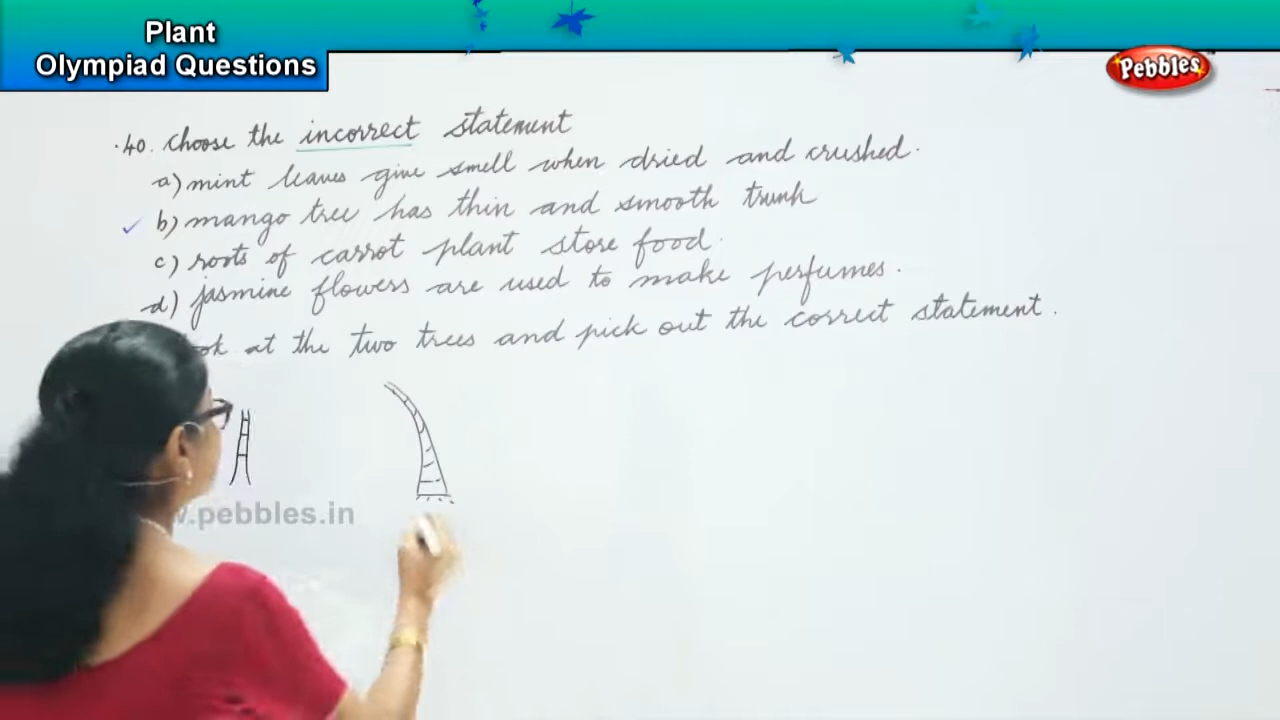 Plant
Olympiad Questions
Pebbles
.40. Choose the incorrect statement
a) mint leaves give smell when dried and crushed.
b) mango tree has thin and smooth trunk
c) roots of carrot plant store food.
d) jasmine flowers are used to make perfumes.
at the two trees and pick out the correct statement.
.pebbles.in